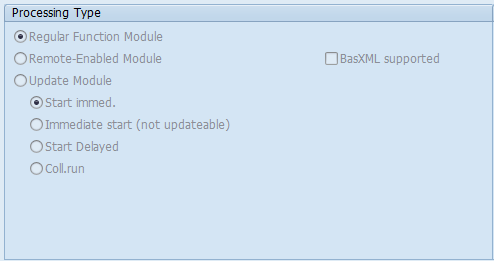 Processing Type
Regular Function Module
Remote-Enabled Module BasXML supported
Update Module
Start immed.
Immediate start (not updateable)
Start Delayed
Coll.run